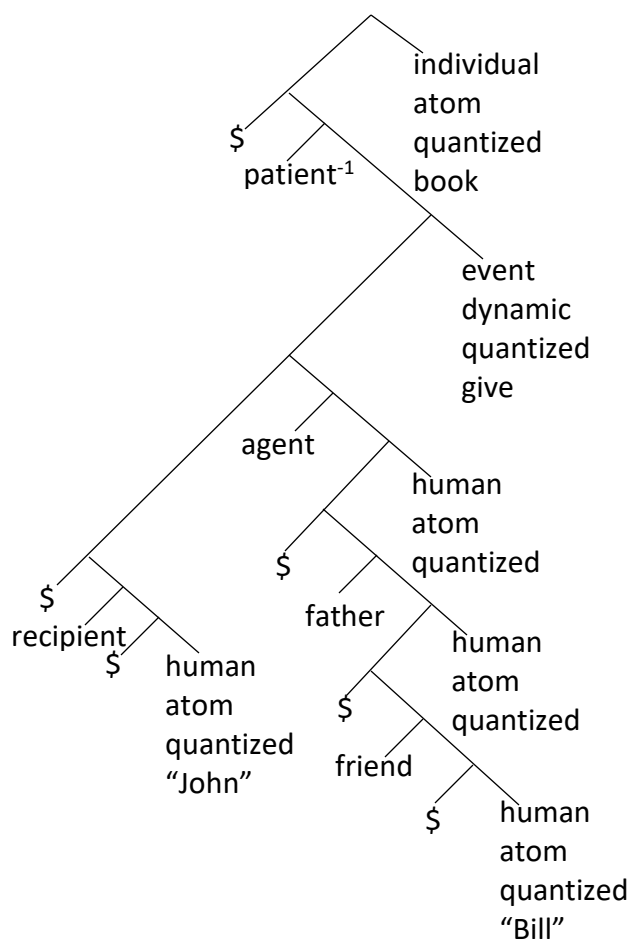 individual
atom
quantized
book
$
patient-1
event
dynamic
quantized
give
agent
human
atom
quantized
$
father
human
atom
quantized
$
friend
$
human
atom
quantized
“Bill”
$
recipient
$
human
atom
quantized
“John”